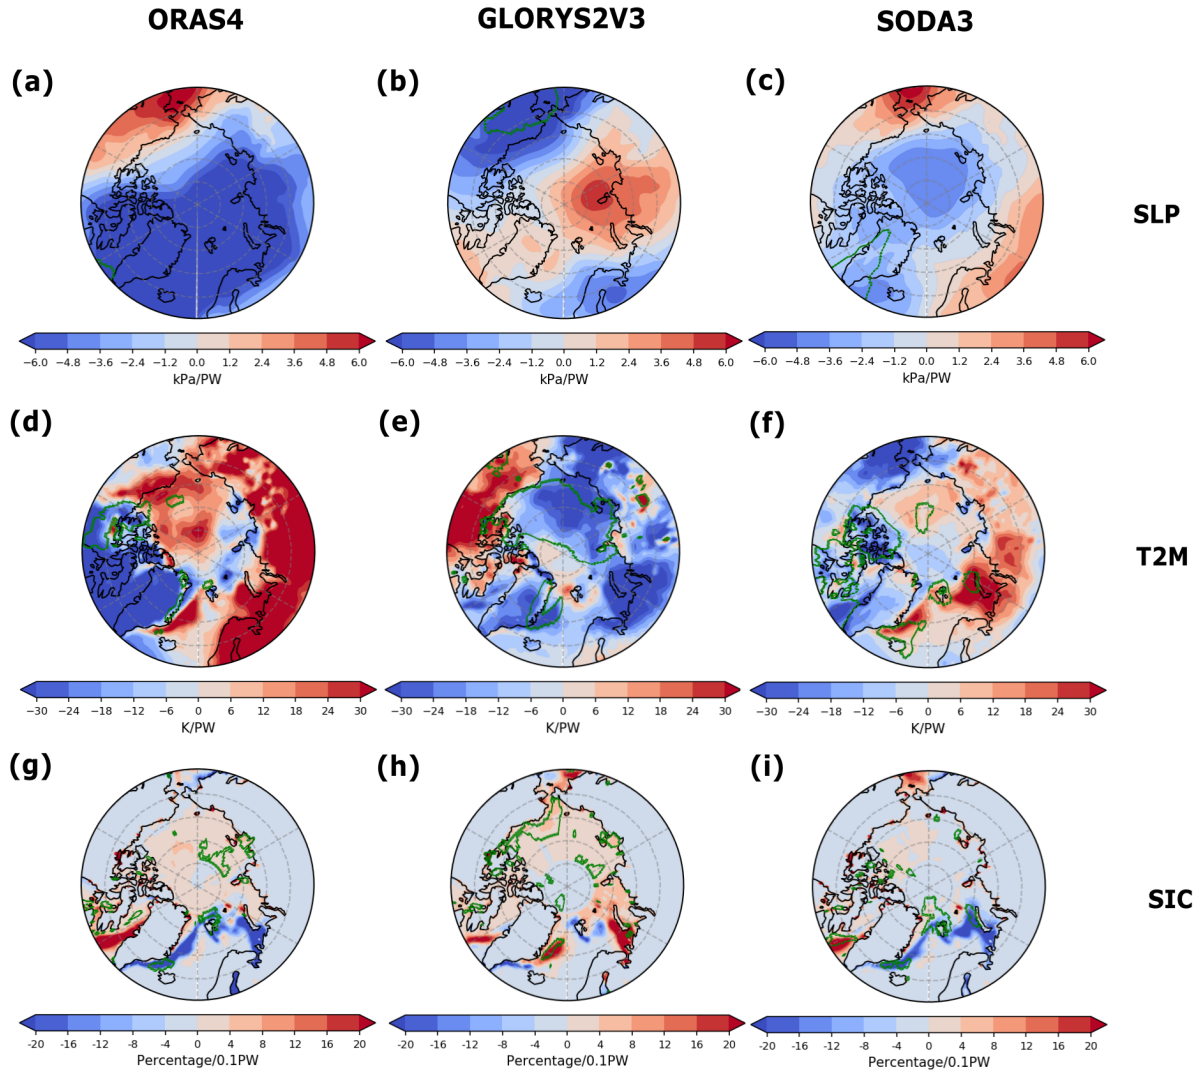 ORAS4 GLORYS2V3 SODA3
(a) (b) (c)
SLP
−6.0 −4.8 −3.6 −2.4 −1.2 0.0 1.2 2.4 3.6 4.8 6.0
kPa/PW
−6.0 −4.8 −3.6 −2.4 −1.2 0.0 1.2 2.4 3.6 4.8 6.0
kPa/PW
−6.0 −4.8 −3.6 −2.4 −1.2 0.0 1.2 2.4 3.6 4.8 6.0
kPa/PW
(d) (e) (f)
T2M
−30 −24 −18 −12 −6 0 6 12 18 24 30
K/PW
−30 −24 −18 −12 −6 0 6 12 18 24 30
K/PW
−30 −24 −18 −12 −6 0 6 12 18 24 30
K/PW
(g) (h) (i)
SIC
-20 -16 -12 -8 -4 0 4 8 12 16 20
Percentage/0.1PW
-20 -16 -12 -8 -4 0 4 8 12 16 20
Percentage/0.1PW
-20 -16 -12 -8 -4 0 4 8 12 16 20
Percentage/0.1PW